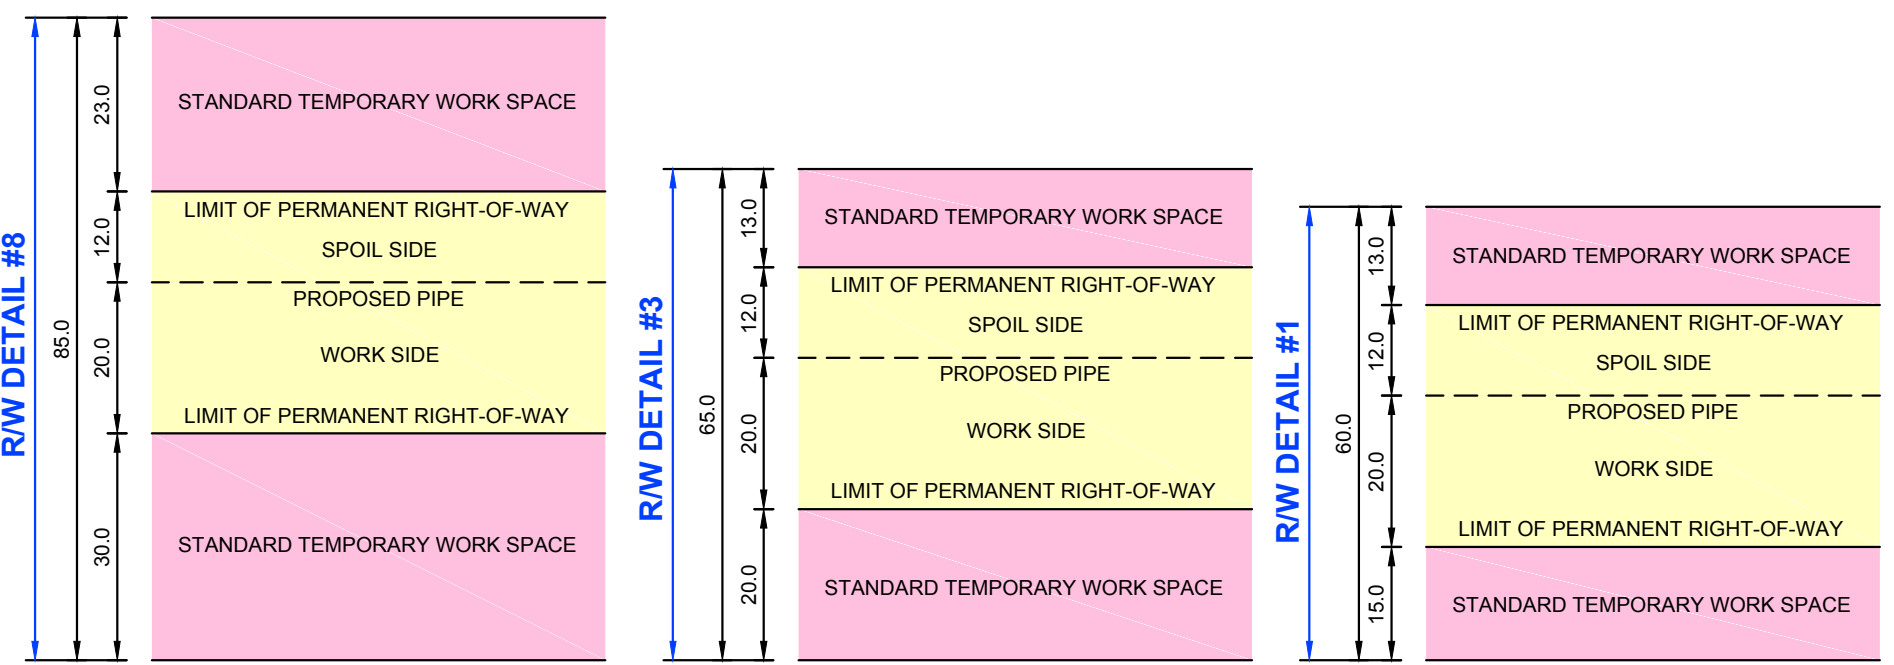 R/W DETAIL #8
85.0
23.0
12.0
20.0
30.0
STANDARD TEMPORARY WORK SPACE
LIMIT OF PERMANENT RIGHT-OF-WAY
SPOIL SIDE
PROPOSED PIPE
WORK SIDE
LIMIT OF PERMANENT RIGHT-OF-WAY
STANDARD TEMPORARY WORK SPACE
R/W DETAIL #3
65.0
13.0
12.0
20.0
20.0
STANDARD TEMPORARY WORK SPACE
LIMIT OF PERMANENT RIGHT-OF-WAY
SPOIL SIDE
PROPOSED PIPE
WORK SIDE
LIMIT OF PERMANENT RIGHT-OF-WAY
STANDARD TEMPORARY WORK SPACE
R/W DETAIL #1
60.0
13.0
12.0
20.0
15.0
STANDARD TEMPORARY WORK SPACE
LIMIT OF PERMANENT RIGHT-OF-WAY
SPOIL SIDE
PROPOSED PIPE
WORK SIDE
LIMIT OF PERMANENT RIGHT-OF-WAY
STANDARD TEMPORARY WORK SPACE